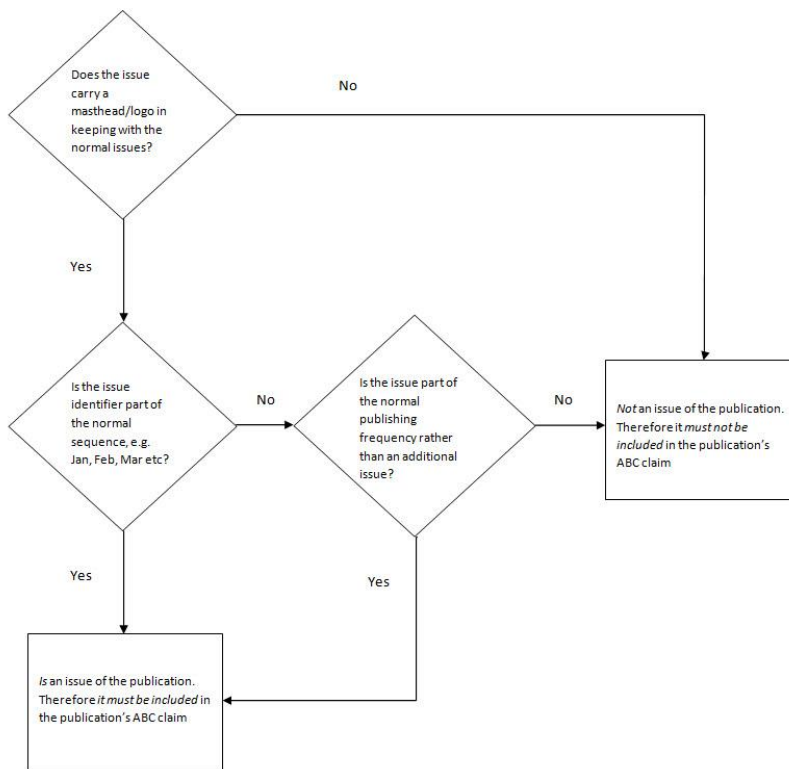 Does the issue
carry a
masthead/logo in
keeping with the
normal issues?
No
Yes
Is the issue
identifier part of
the normal
sequence, e.g.
Jan, Feb, Mar etc?
No
Is the issue part of
the normal
publishing
frequency rather
than an additional
issue?
No
Not an issue of the publication.
Therefore it must not be
included in the publication's
ABC claim
Yes
Yes
Is an issue of the publication.
Therefore it must be included in
the publication's ABC claim